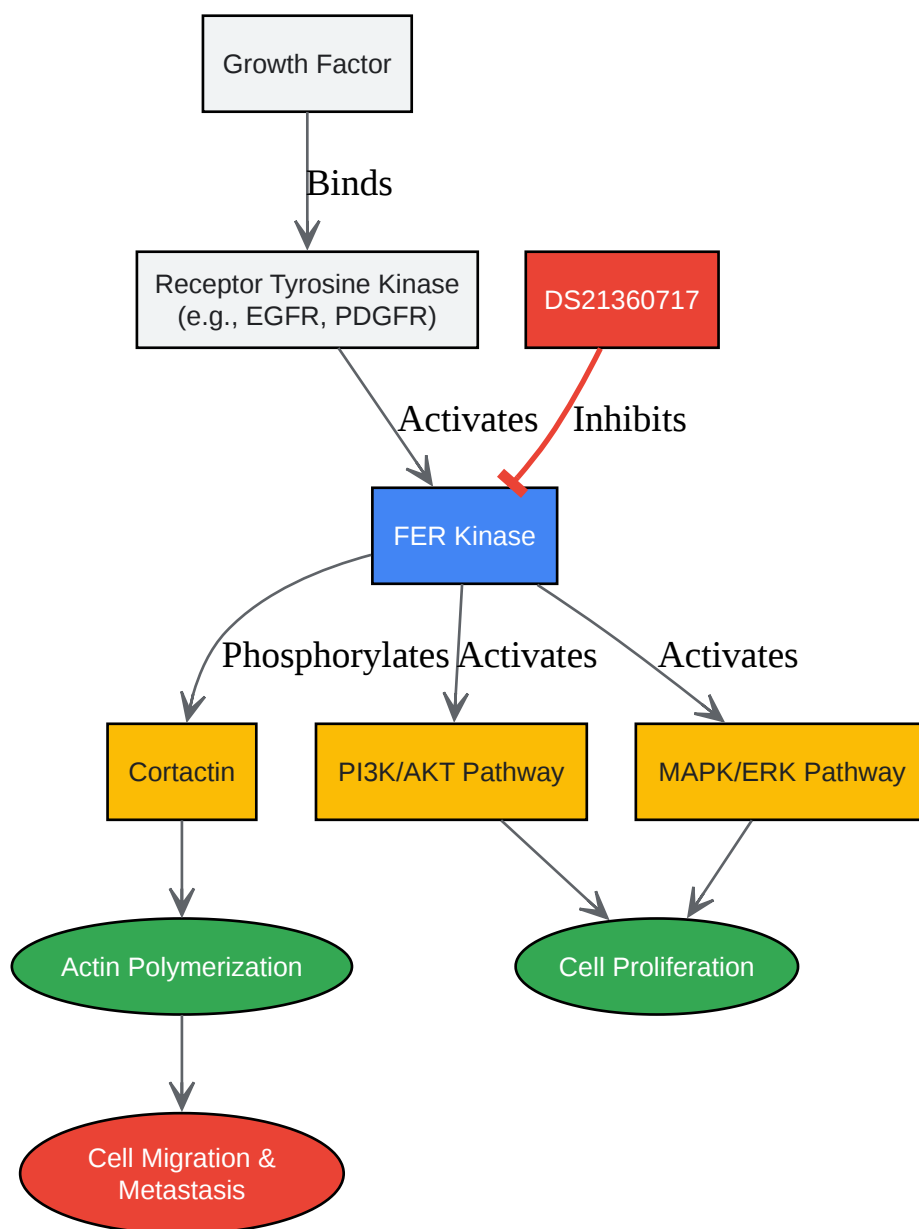 Growth Factor
Binds
Receptor Tyrosine Kinase
(e.g., EGFR, PDGFR)
DS21360717
Activates
Inhibits
FER Kinase
Phosphorylates
Activates
Activates
Cortactin
PI3K/AKT Pathway
MAPK/ERK Pathway
Actin Polymerization
Cell Proliferation
Cell Migration &
Metastasis